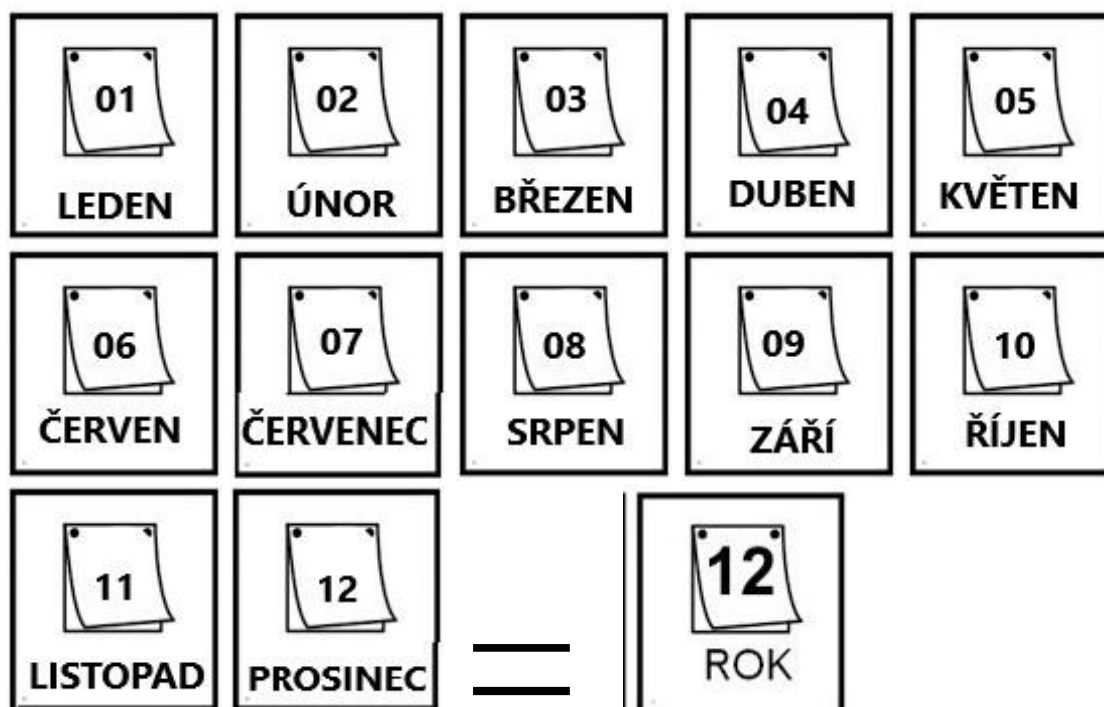 01 02 03 04 05
LEDEN ÚNOR BŘEZEN DUBEN KVĚTEN
06 07 08 09 10
ČERVEN ČERVENEC SRPEN ZÁŘÍ ŘÍJEN
11 12 12
LISTOPAD PROSINEC = ROK